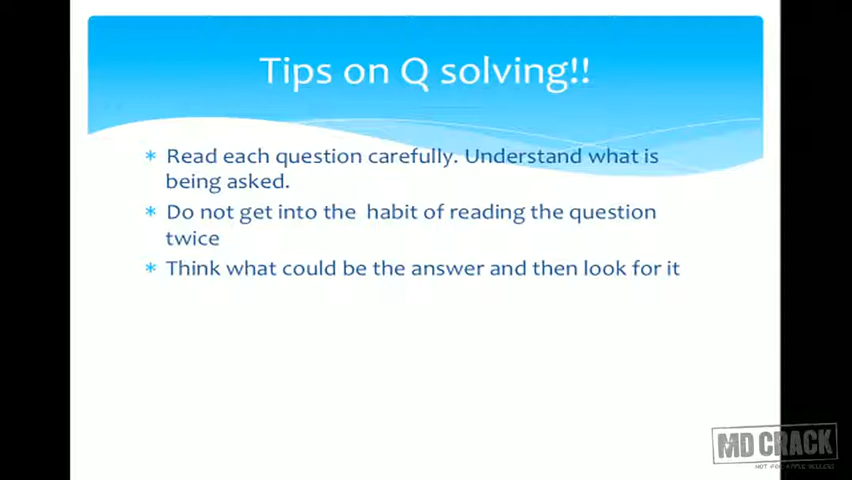 Tips on Q solving!!
* Read each question carefully. Understand what is
being asked.
* Do not get into the habit of reading the question
twice
* Think what could be the answer and then look for it
MD CRACK